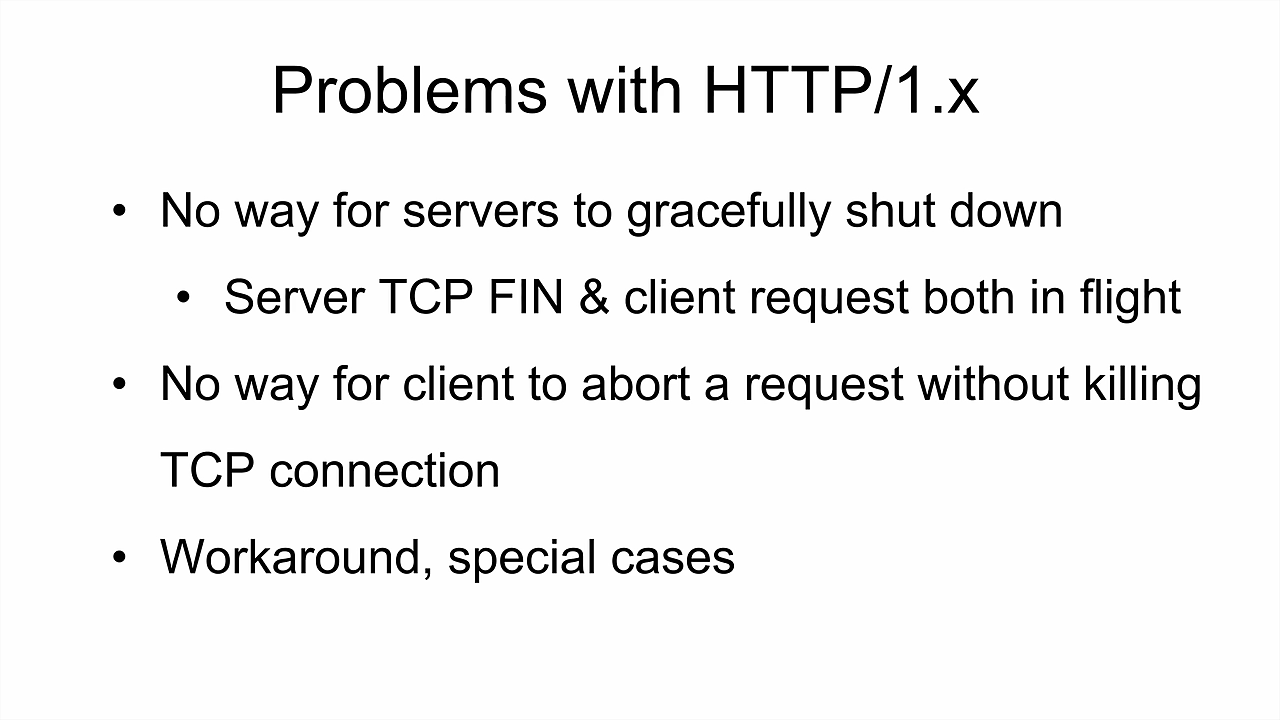 Problems with HTTP/1.x
• No way for servers to gracefully shut down
• Server TCP FIN & client request both in flight
• No way for client to abort a request without killing
TCP connection
• Workaround, special cases